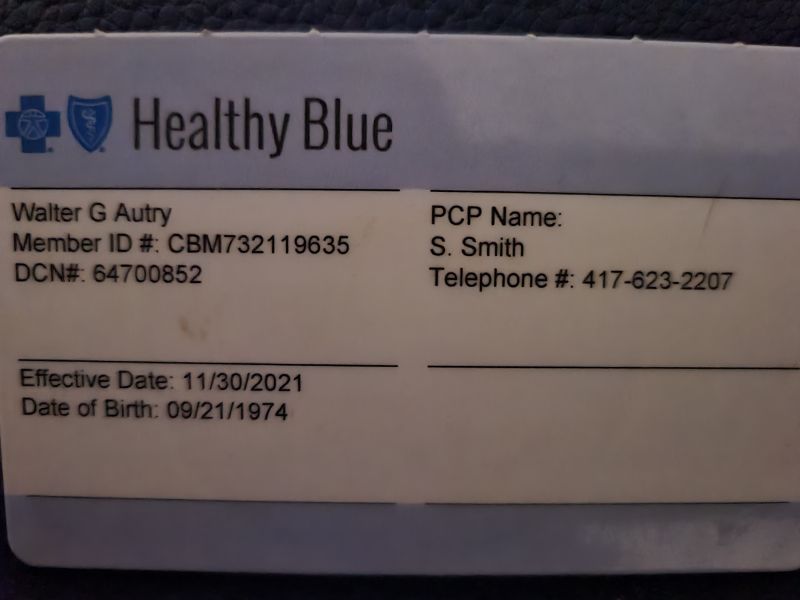 Healthy Blue
Walter G Autry
Member ID #: CBM732119635
DCN#: 64700852
PCP Name:
S. Smith
Telephone #: 417-623-2207
Effective Date: 11/30/2021
Date of Birth: 09/21/1974